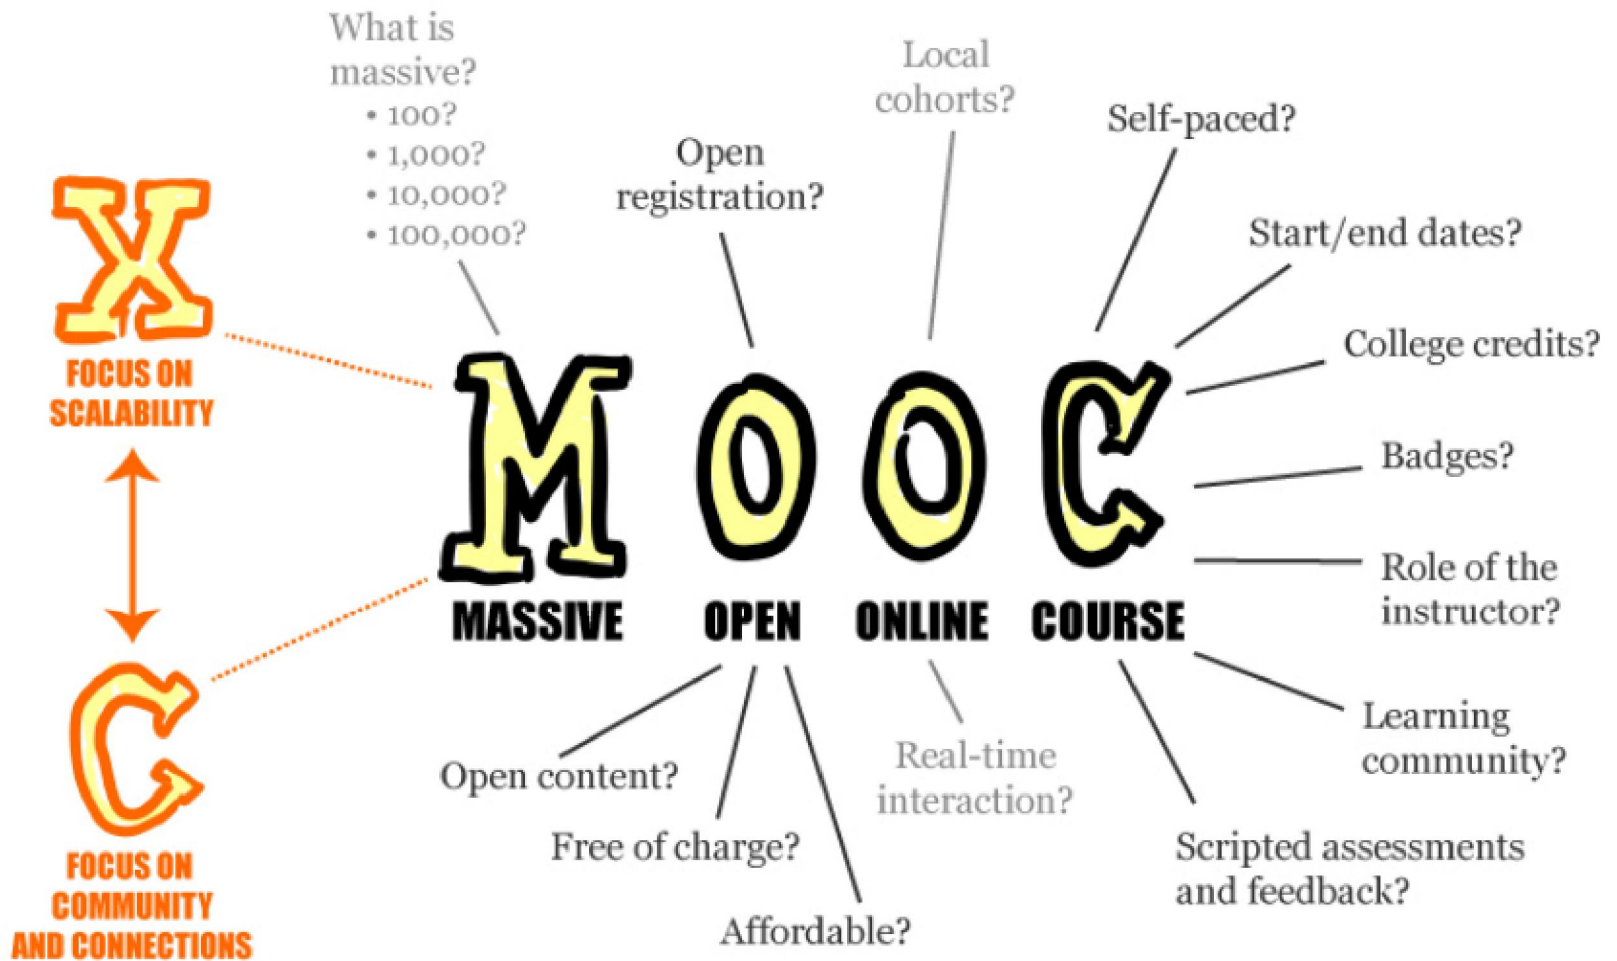 What is
massive?
• 100?
• 1,000?
• 10,000?
• 100,000?
Open
registration?
Local
cohorts?
Self-paced?
Start/end dates?
College credits?
Badges?
Role of the
instructor?
Learning
community?
Scripted assessments
and feedback?
X
FOCUS ON
SCALABILITY
C
FOCUS ON
COMMUNITY
AND CONNECTIONS
MOOC
MASSIVE OPEN ONLINE COURSE
Open content?
Free of charge?
Affordable?
Real-time
interaction?